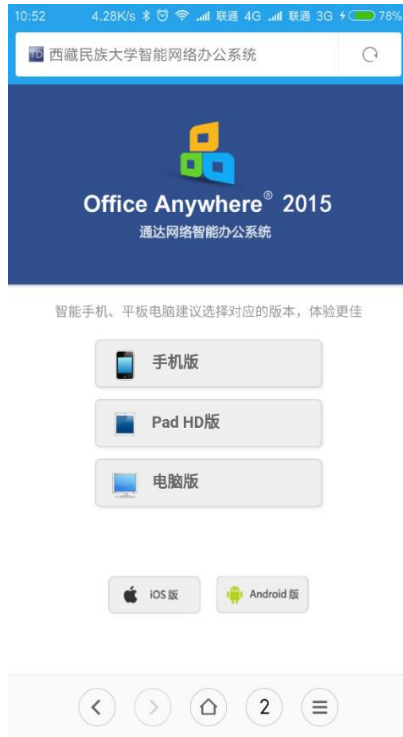 10:52 4.28K/s 联通 4G 联通 3G 78%
TD 西藏民族大学智能网络办公系统
Office Anywhere® 2015
通达网络智能办公系统
智能手机、平板电脑建议选择对应的版本，体验更佳
手机版
Pad HD版
电脑版
iOS 版 Android 版
2